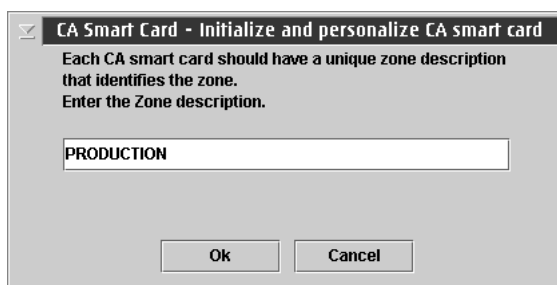 CA Smart Card - Initialize and personalize CA smart card
Each CA smart card should have a unique zone description
that identifies the zone.
Enter the Zone description.
PRODUCTION
Ok Cancel